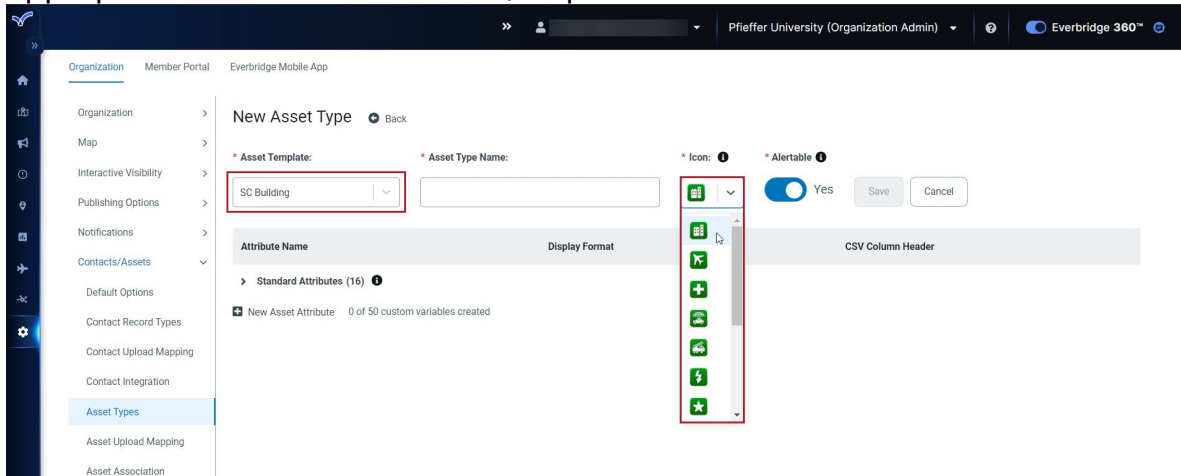 Pfieffer University (Organization Admin)
Everbridge 360™
Organization Member Portal Everbridge Mobile App
Organization
Map
Interactive Visibility
Publishing Options
Notifications
Contacts/Assets
Default Options
Contact Record Types
Contact Upload Mapping
Contact Integration
Asset Types
Asset Upload Mapping
Asset Association
New Asset Type Back
* Asset Template: * Asset Type Name: * Icon: * Alertable
SC Building Yes Save Cancel
Attribute Name Display Format CSV Column Header
Standard Attributes (16)
New Asset Attribute 0 of 50 custom variables created